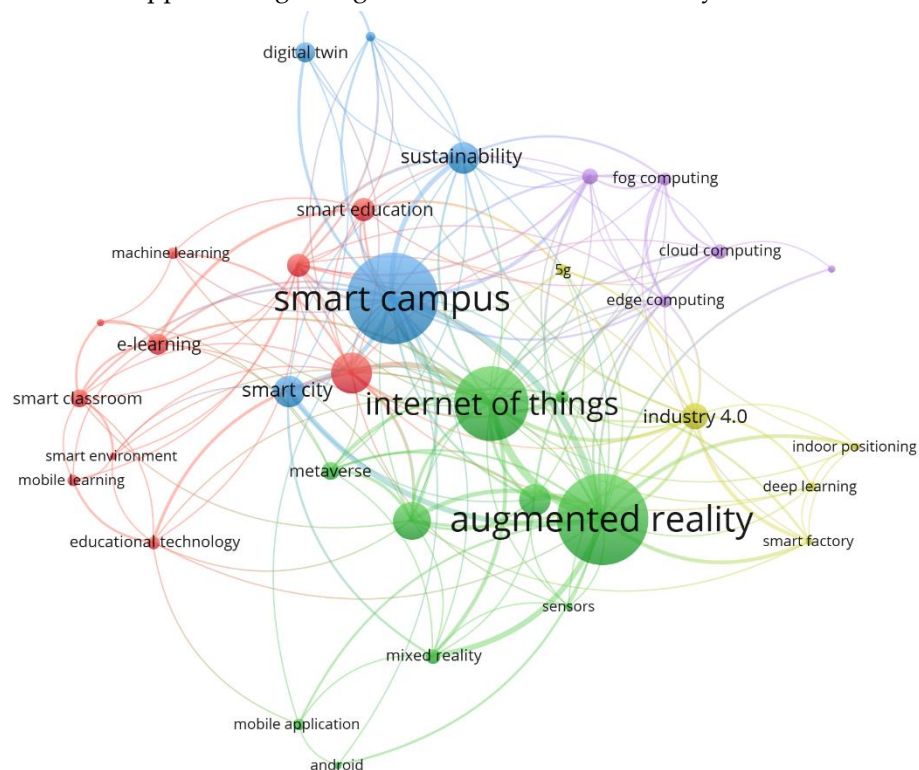 digital twin
sustainability
fog computing
smart education
machine learning
cloud computing
5g
smart campus
edge computing
e-learning
smart city
smart classroom
internet of things
industry 4.0
indoor positioning
smart environment
metaverse
mobile learning
deep learning
augmented reality
educational technology
smart factory
sensors
mixed reality
mobile application
android